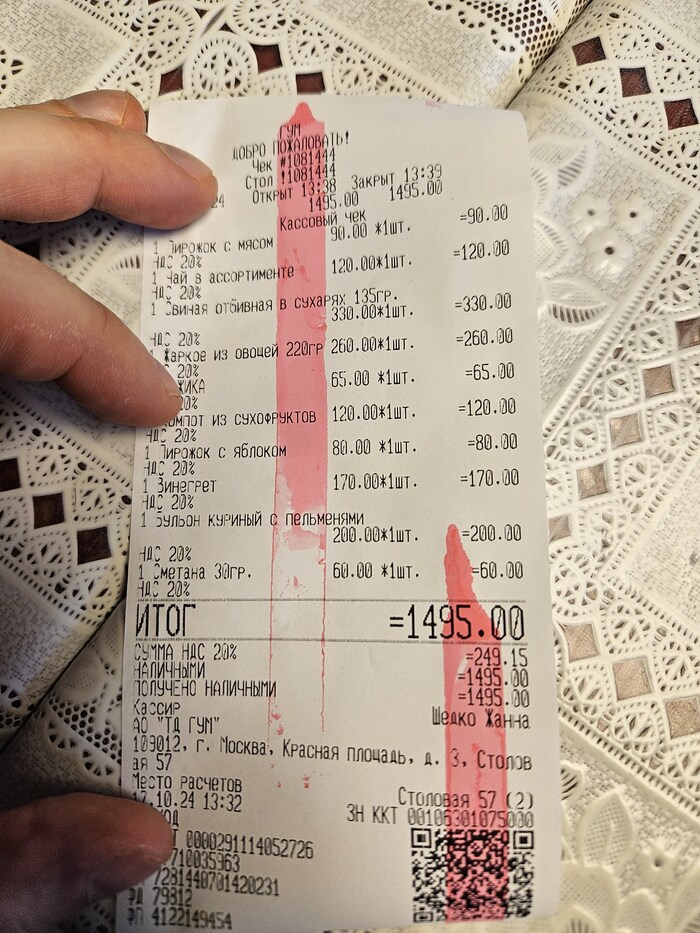 ГУМ
ДОБРО ПОЖАЛОВАТЬ!
Чек #1081444
Стол !1081444
Открыт 13:38 Закрыт 13:39
24 1495.00 1495.00
Кассовый чек
1 Пирожок с мясом
90.00 *1шт. =90.00
НДС 20%
1 Чай в ассортименте
120.00*1шт. =120.00
НДС 20%
1 Свиная отбивная в сухарях 135гр.
330.00*1шт. =330.00
НДС 20%
1 Жаркое из овощей 220гр 260.00*1шт. =260.00
65.00 *1шт. =65.00
20%
Компот из сухофруктов 120.00*1шт. =120.00
НДС 20%
1 Пирожок с яблоком 80.00 *1шт. =80.00
НДС 20%
1 Винегрет 170.00*1шт. =170.00
НДС 20%
1 Бульон куриный с пельменями
200.00*1шт. =200.00
НДС 20%
1 Сметана 30гр. 60.00 *1шт. =60.00
НДС 20%
ИТОГ =1495.00
СУММА НДС 20% =249.15
НАЛИЧНЫМИ =1495.00
ПОЛУЧЕНО НАЛИЧНЫМИ =1495.00
Кассир Шедко Жанна
АО "ТД ГУМ"
109012, г. Москва, Красная площадь, д. 3, Столов
ая 57
Место расчетов Столовая 57 (2)
.10.24 13:32 ЗН ККТ 00106301075000
0000291114052726
710035963
7281440701420231
79812
ФП 4122149454